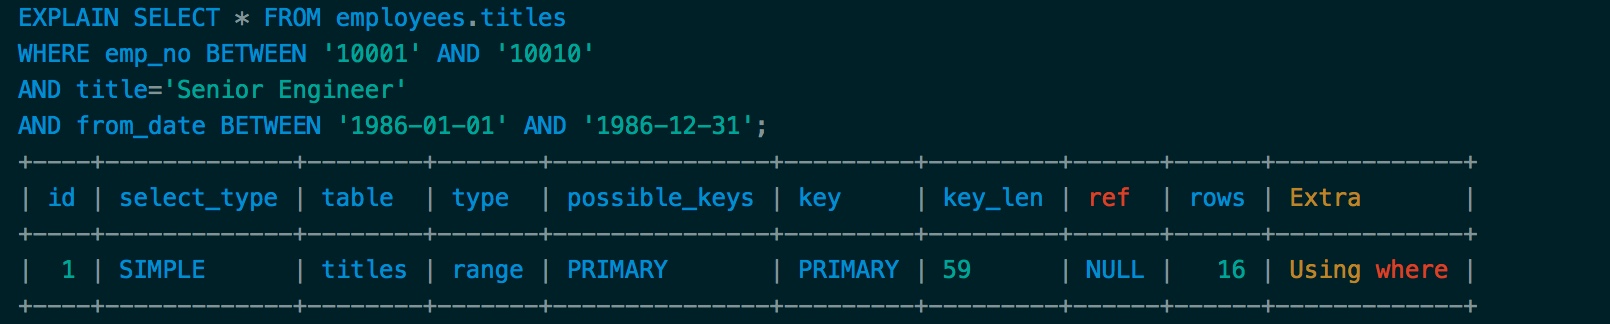 EXPLAIN SELECT * FROM employees.titles
WHERE emp_no BETWEEN '10001' AND '10010'
AND title='Senior Engineer'
AND from_date BETWEEN '1986-01-01' AND '1986-12-31';
+----+-------------+--------+-------+---------------+---------+---------+------+------+-------------+
| id | select_type | table  | type  | possible_keys | key     | key_len | ref  | rows | Extra       |
+----+-------------+--------+-------+---------------+---------+---------+------+------+-------------+
|  1 | SIMPLE      | titles | range | PRIMARY       | PRIMARY | 59      | NULL |   16 | Using where |
+----+-------------+--------+-------+---------------+---------+---------+------+------+-------------+